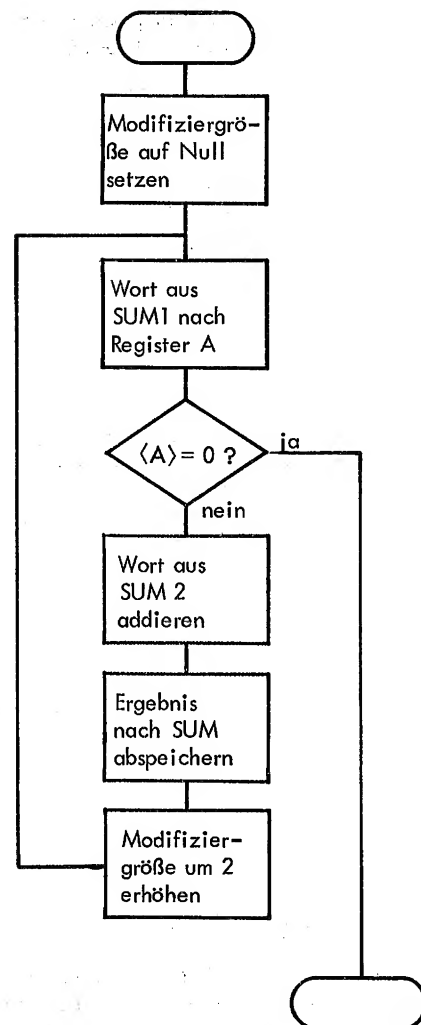 Modifiziergrö-
ße auf Null
setzen
Wort aus
SUM1 nach
Register A
⟨A⟩ = 0 ?
ja
nein
Wort aus
SUM 2
addieren
Ergebnis
nach SUM
abspeichern
Modifizier-
größe um 2
erhöhen